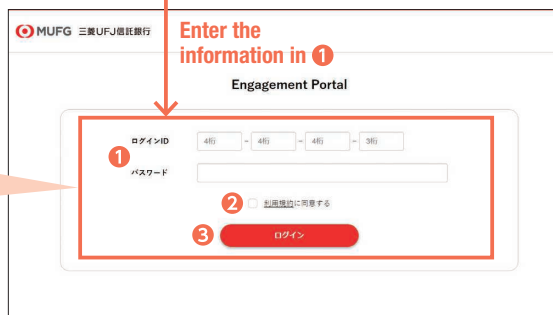 MUFG 三菱UFJ信託銀行
Enter the
information in 1
Engagement Portal
ログインID 4桁 - 4桁 - 4桁 - 3桁
1
パスワード
2 利用規約に同意する
3 ログイン